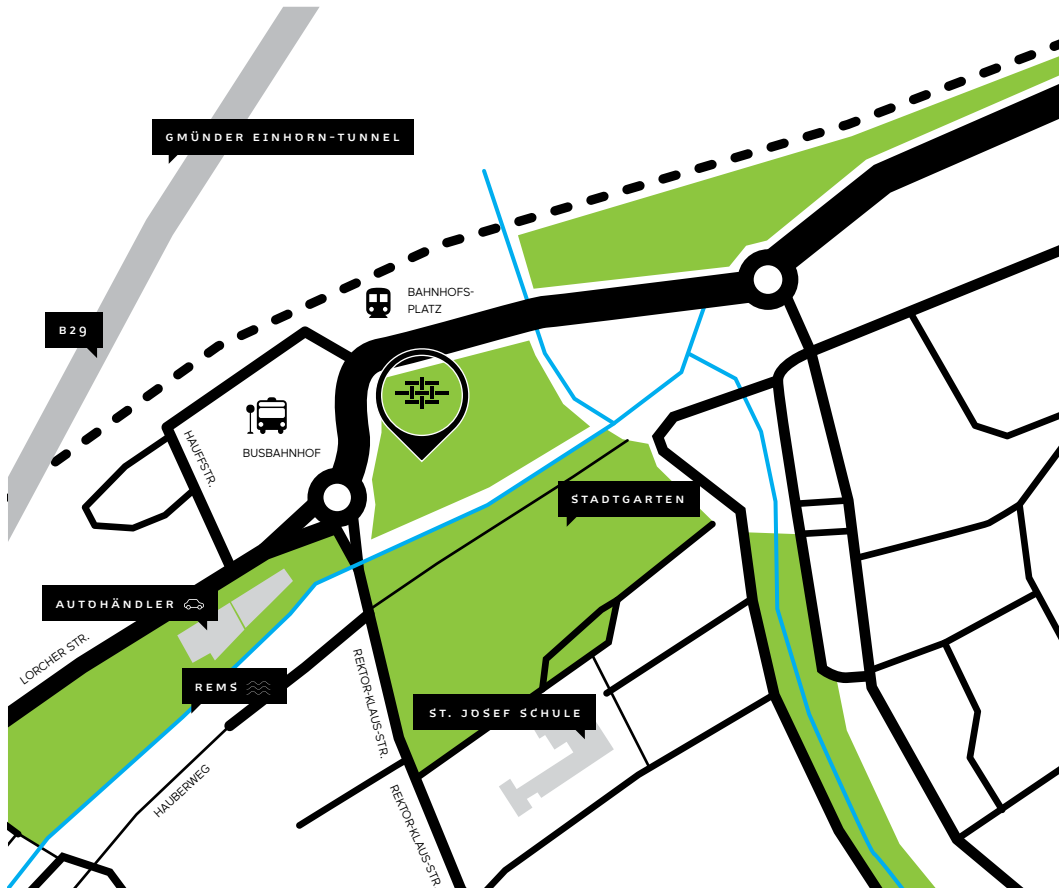 GMÜNDER EINHORN-TUNNEL
BAHNHOFS-
PLATZ
B29
HAUFFSTR.
BUSBAHNHOF
STADTGARTEN
AUTOHÄNDLER
LORCHER STR.
REMS
REKTOR-KLAUS-STR.
ST. JOSEF SCHULE
HAUBERWEG
REKTOR-KLAUS-STR.